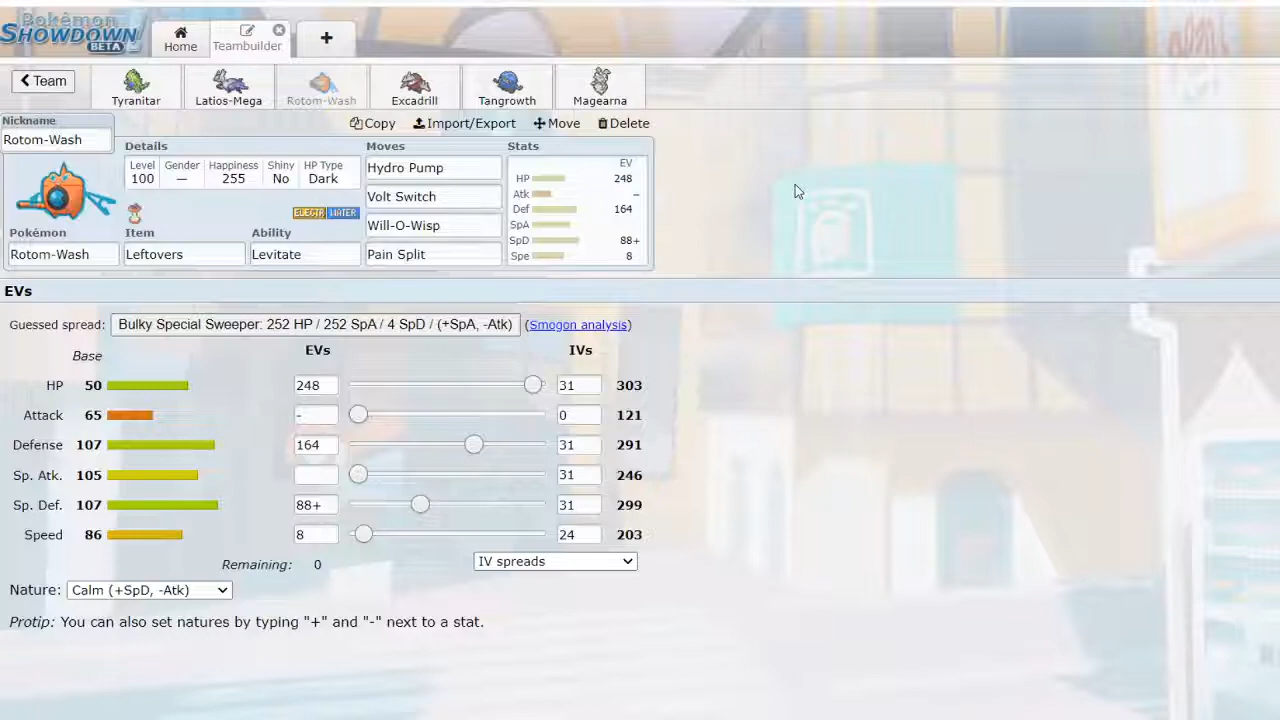 Pokémon
SHOWDOWN
BETA
Home
Teambuilder
+
Team
Tyranitar
Latios-Mega
Rotom-Wash
Excadrill
Tangrowth
Magearna
Copy
Import/Export
Move
Delete
Nickname
Rotom-Wash
Details
Level
100
Gender
—
Happiness
255
Shiny
No
HP Type
Dark
ELECTR WATER
Pokémon
Rotom-Wash
Item
Leftovers
Ability
Levitate
Moves
Hydro Pump
Volt Switch
Will-O-Wisp
Pain Split
Stats
EV
HP 248
Atk –
Def 164
SpA
SpD 88+
Spe 8
EVs
Guessed spread: Bulky Special Sweeper: 252 HP / 252 SpA / 4 SpD / (+SpA, -Atk) (Smogon analysis)
Base EVs IVs
HP 50 248 31 303
Attack 65 - 0 121
Defense 107 164 31 291
Sp. Atk. 105 31 246
Sp. Def. 107 88+ 31 299
Speed 86 8 24 203
Remaining: 0 IV spreads
Nature: Calm (+SpD, -Atk)
Protip: You can also set natures by typing "+" and "-" next to a stat.